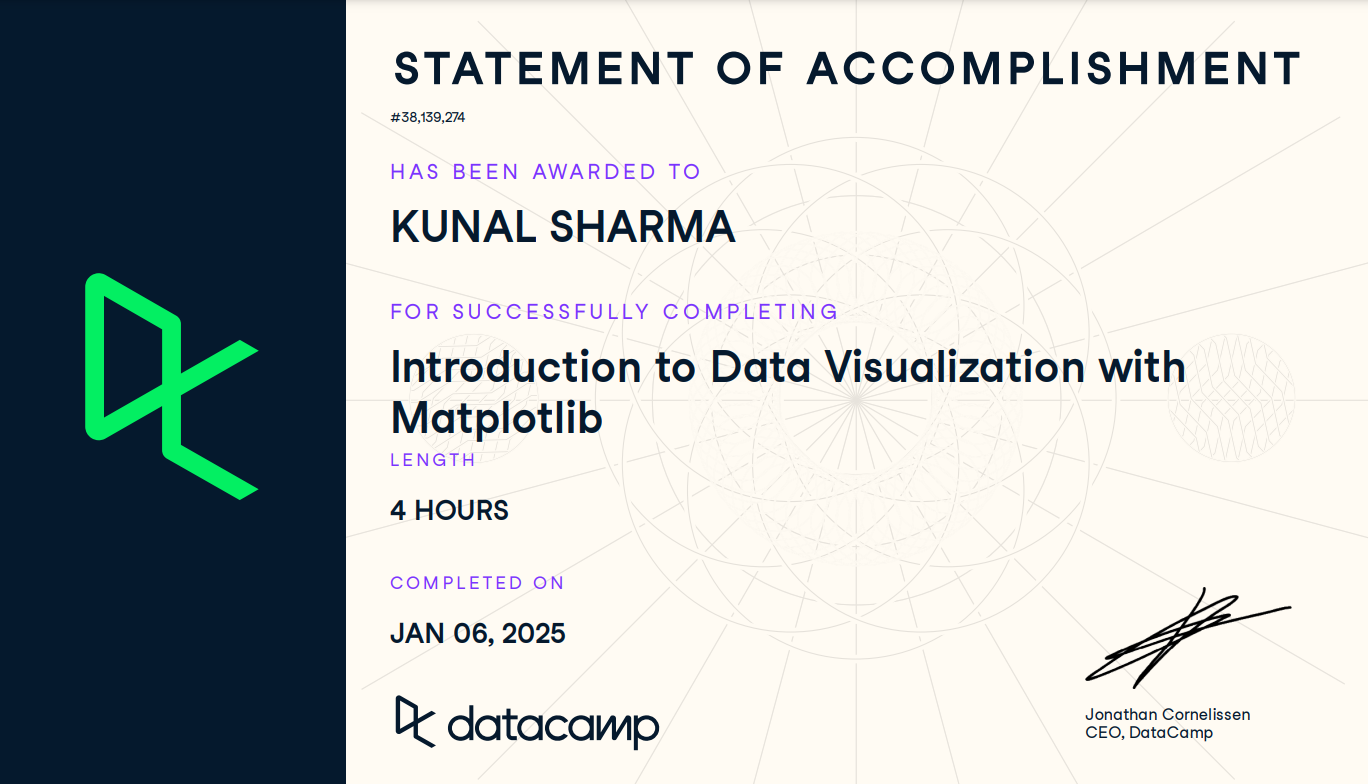 STATEMENT OF ACCOMPLISHMENT
#38,139,274
HAS BEEN AWARDED TO
KUNAL SHARMA
FOR SUCCESSFULLY COMPLETING
Introduction to Data Visualization with
Matplotlib
LENGTH
4 HOURS
COMPLETED ON
JAN 06, 2025
datacamp
Jonathan Cornelissen
CEO, DataCamp